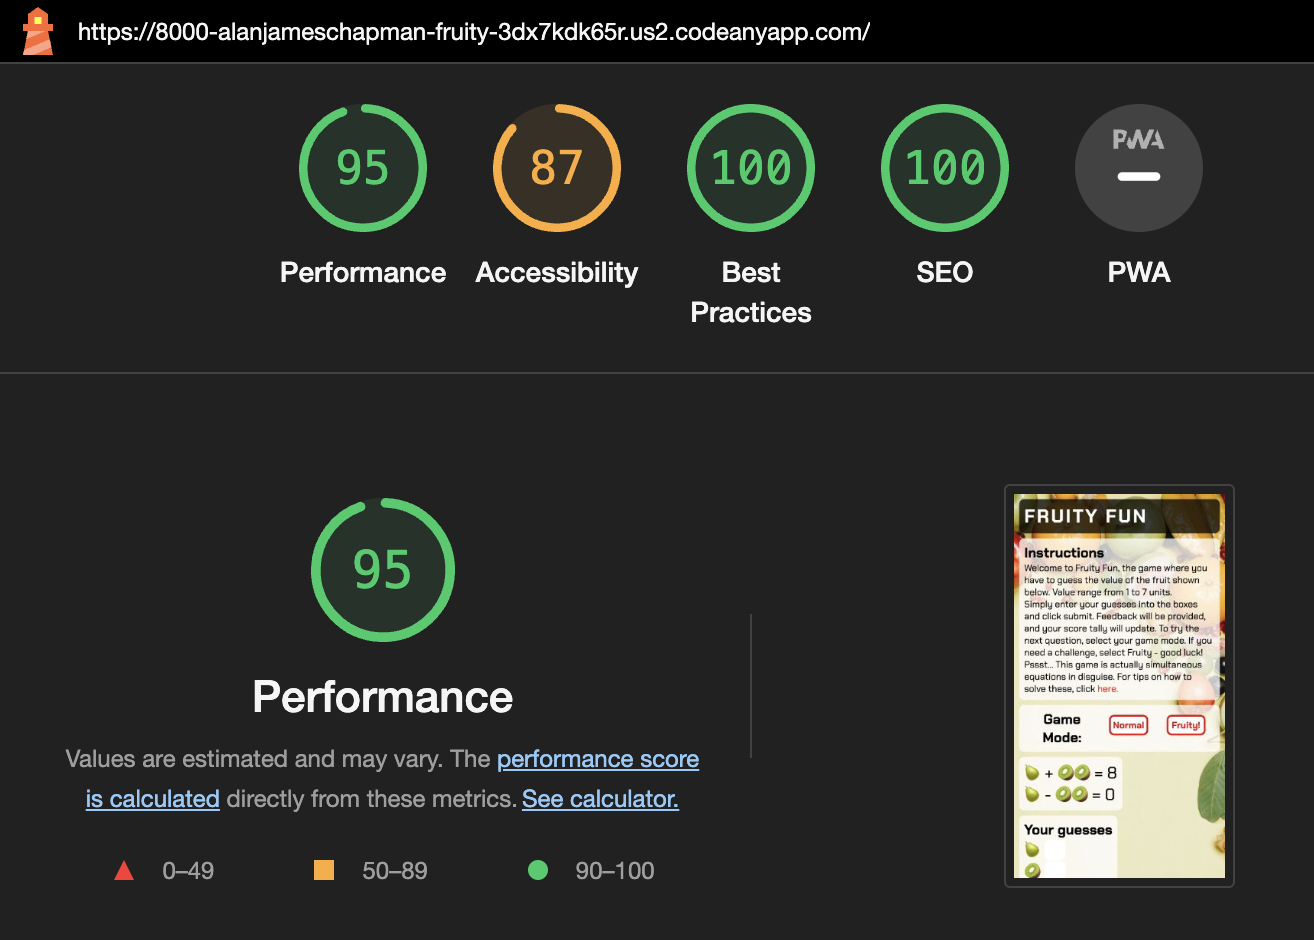 https://8000-alanjameschapman-fruity-3dx7kdk65r.us2.codeanyapp.com/
95
87
100
100
PWA
Performance
Accessibility
Best
Practices
SEO
PWA
95
Performance
Values are estimated and may vary. The performance score
is calculated directly from these metrics. See calculator.
0–49
50–89
90–100
FRUITY FUN
Instructions
Welcome to Fruity Fun, the game where you
have to guess the value of the fruit shown
below. Value range from 1 to 7 units.
Simply enter your guesses into the boxes
and click submit. Feedback will be provided,
and your score tally will update. To try the
next question, select your game mode. If you
need a challenge, select Fruity - good luck!
Pssst... This game is actually simultaneous
equations in disguise. For tips on how to
solve these, click here.
Game
Mode:
Normal
Fruity!
+ = 8
- = 0
Your guesses